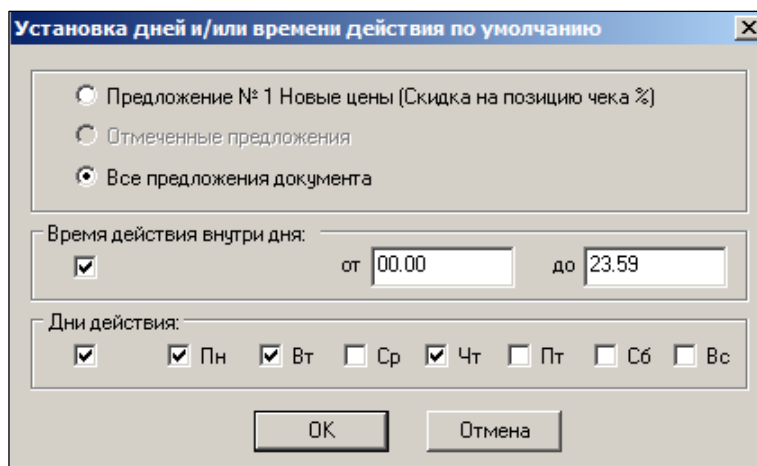 Установка дней и/или времени действия по умолчанию
Предложение № 1 Новые цены (Скидка на позицию чека %)
Отмеченные предложения
Все предложения документа
Время действия внутри дня:
от 00.00 до 23.59
Дни действия:
Пн Вт Ср Чт Пт Сб Вс
OK Отмена